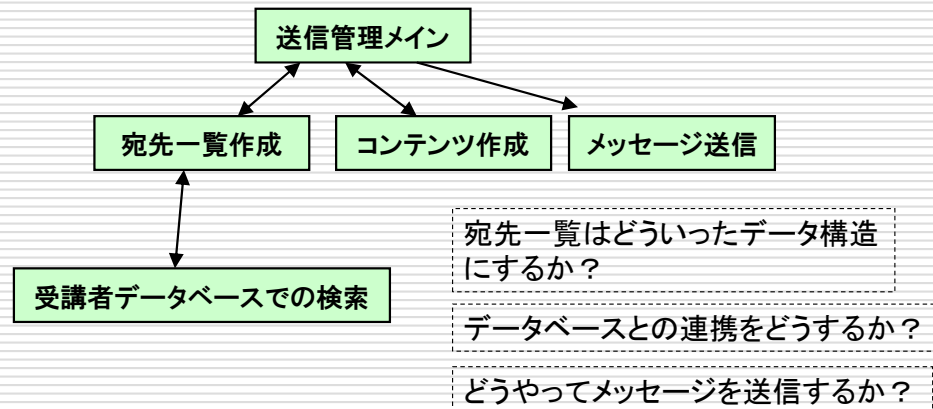 送信管理メイン
宛先一覧作成
コンテンツ作成
メッセージ送信
宛先一覧はどういったデータ構造
にするか？
受講者データベースでの検索
データベースとの連携をどうするか？
どうやってメッセージを送信するか？